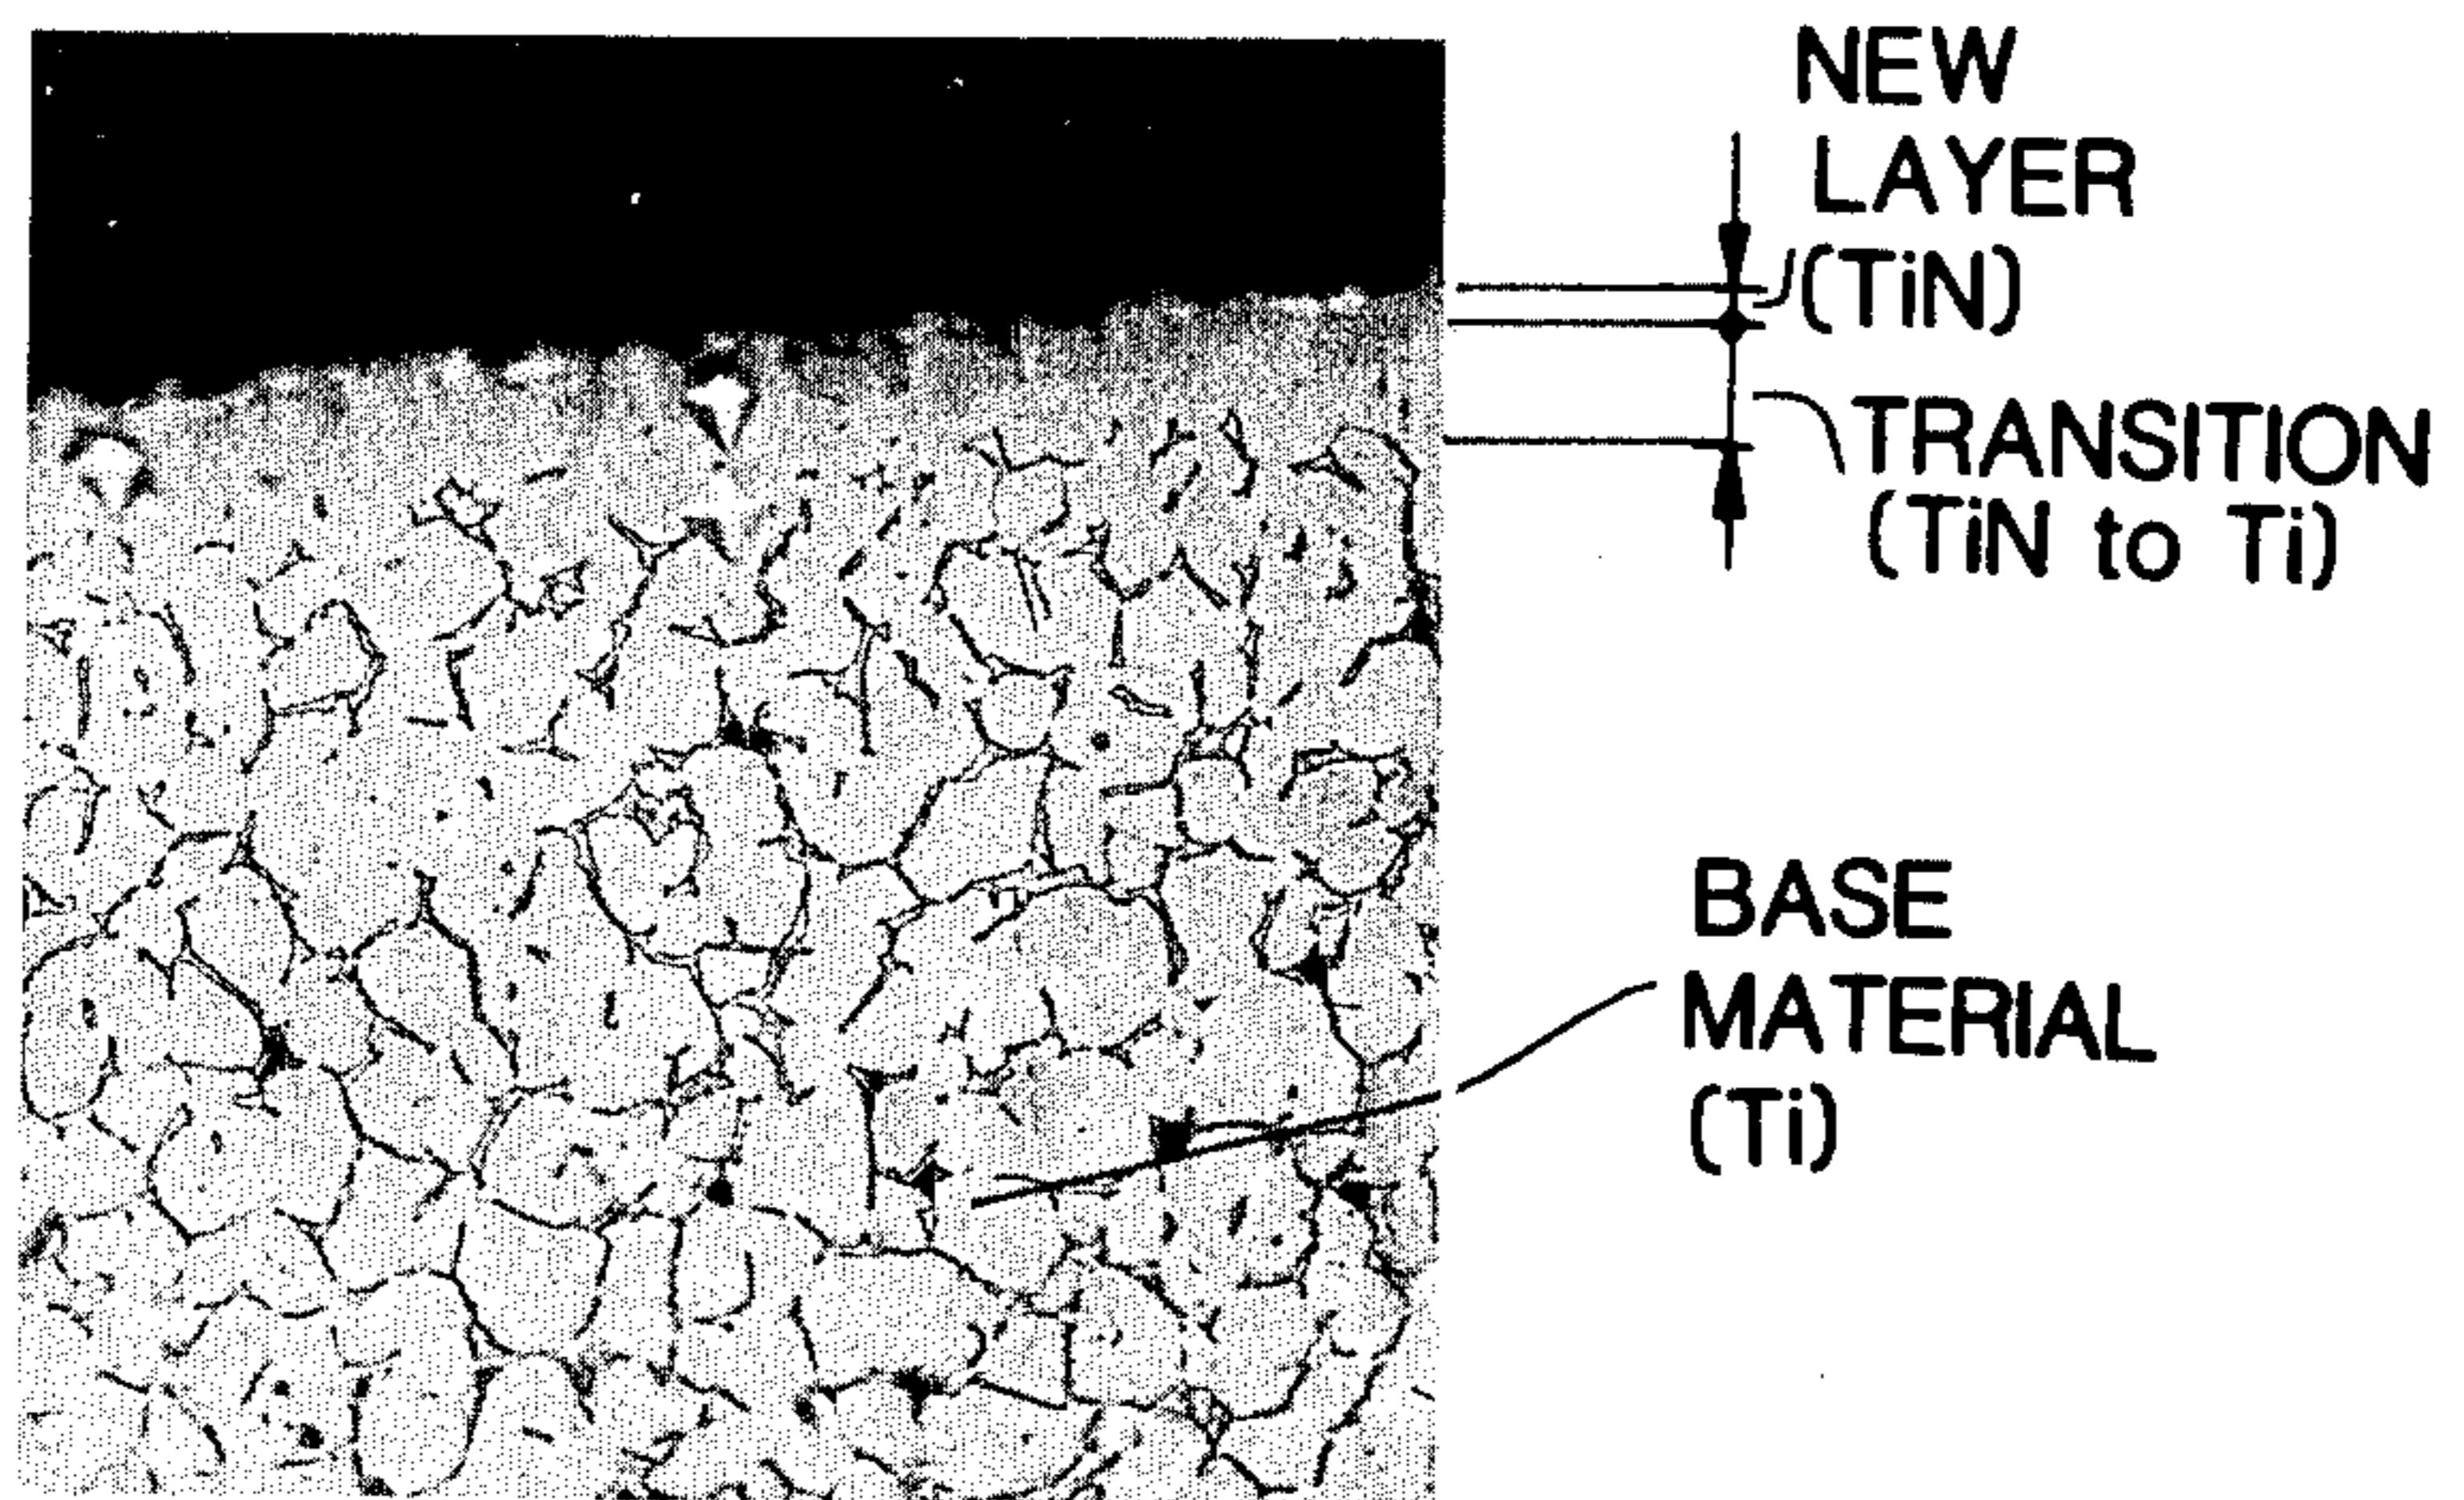 NEW
LAYER
(TiN)
TRANSITION
(TiN to Ti)
BASE
MATERIAL
(Ti)